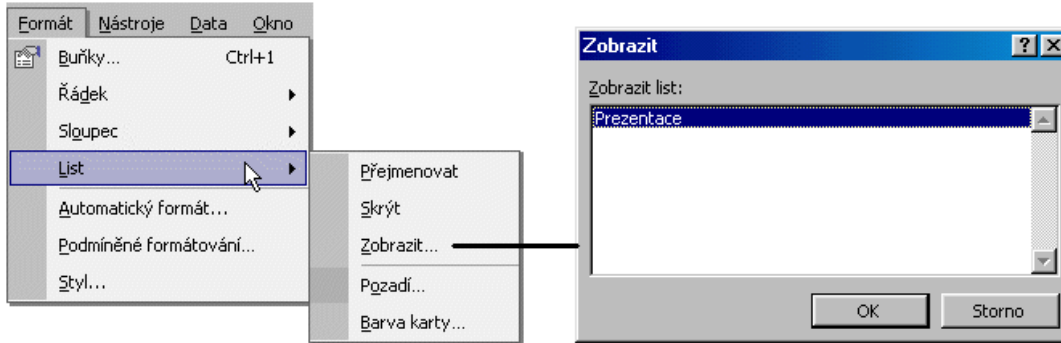 Formát Nástroje Data Okno
Buňky... Ctrl+1
Řádek
Sloupec
List
Automatický formát...
Podmíněné formátování...
Styl...
Přejmenovat
Skrýt
Zobrazit...
Pozadí...
Barva karty...
Zobrazit
Zobrazit list:
Prezentace
OK Storno